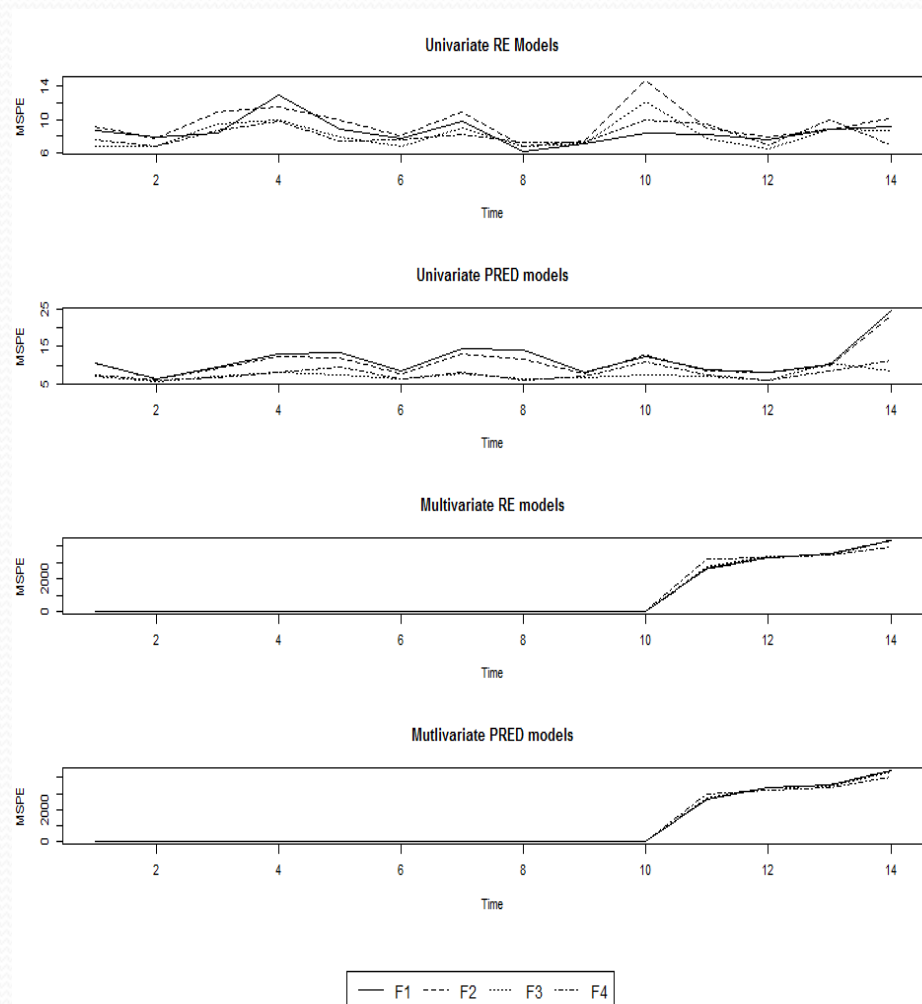 Univariate RE Models
MSPE
14
10
6
2 4 6 8 10 12 14
Time
Univariate PRED models
MSPE
25
15
5
2 4 6 8 10 12 14
Time
Multivariate RE models
MSPE
2000
0
2 4 6 8 10 12 14
Time
Mutlivariate PRED models
MSPE
2000
0
2 4 6 8 10 12 14
Time
F1 F2 F3 F4